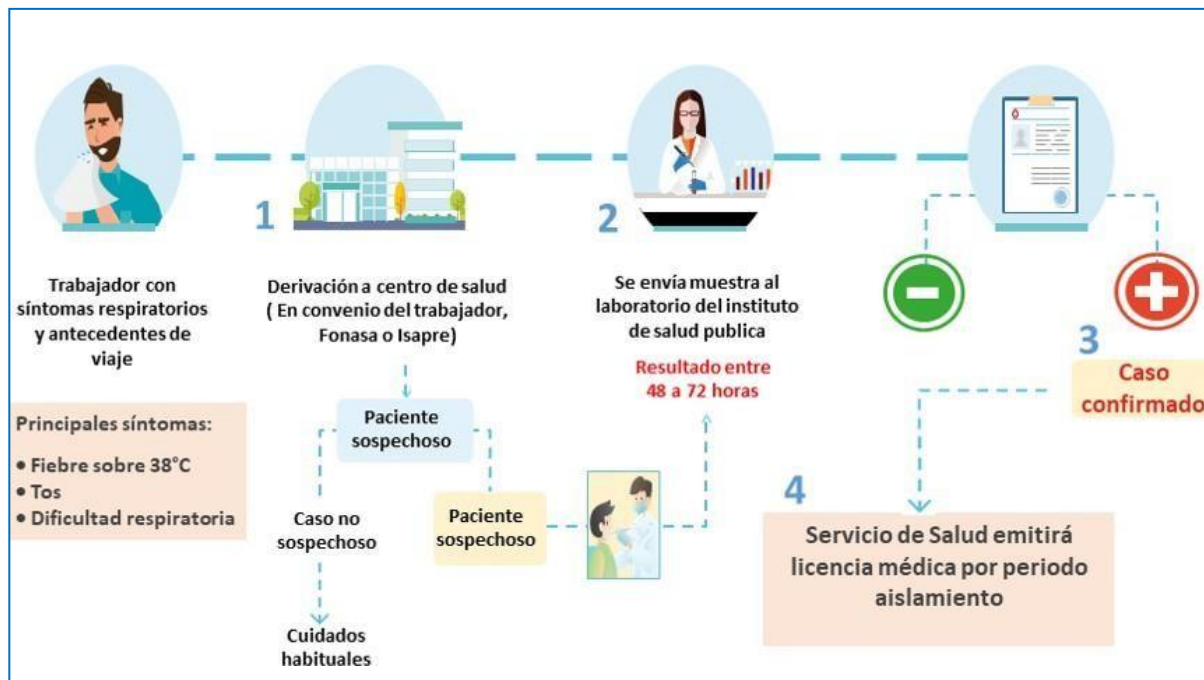 Trabajador con
síntomas respiratorios
y antecedentes de
viaje
Principales síntomas:
• Fiebre sobre 38°C
• Tos
• Dificultad respiratoria
1
Derivación a centro de salud
( En convenio del trabajador,
Fonasa o Isapre)
Paciente
sospechoso
Caso no
sospechoso
Cuidados
habituales
Paciente
sospechoso
2
Se envía muestra al
laboratorio del instituto
de salud publica
Resultado entre
48 a 72 horas
3
Caso
confirmado
4
Servicio de Salud emitirá
licencia médica por periodo
aislamiento